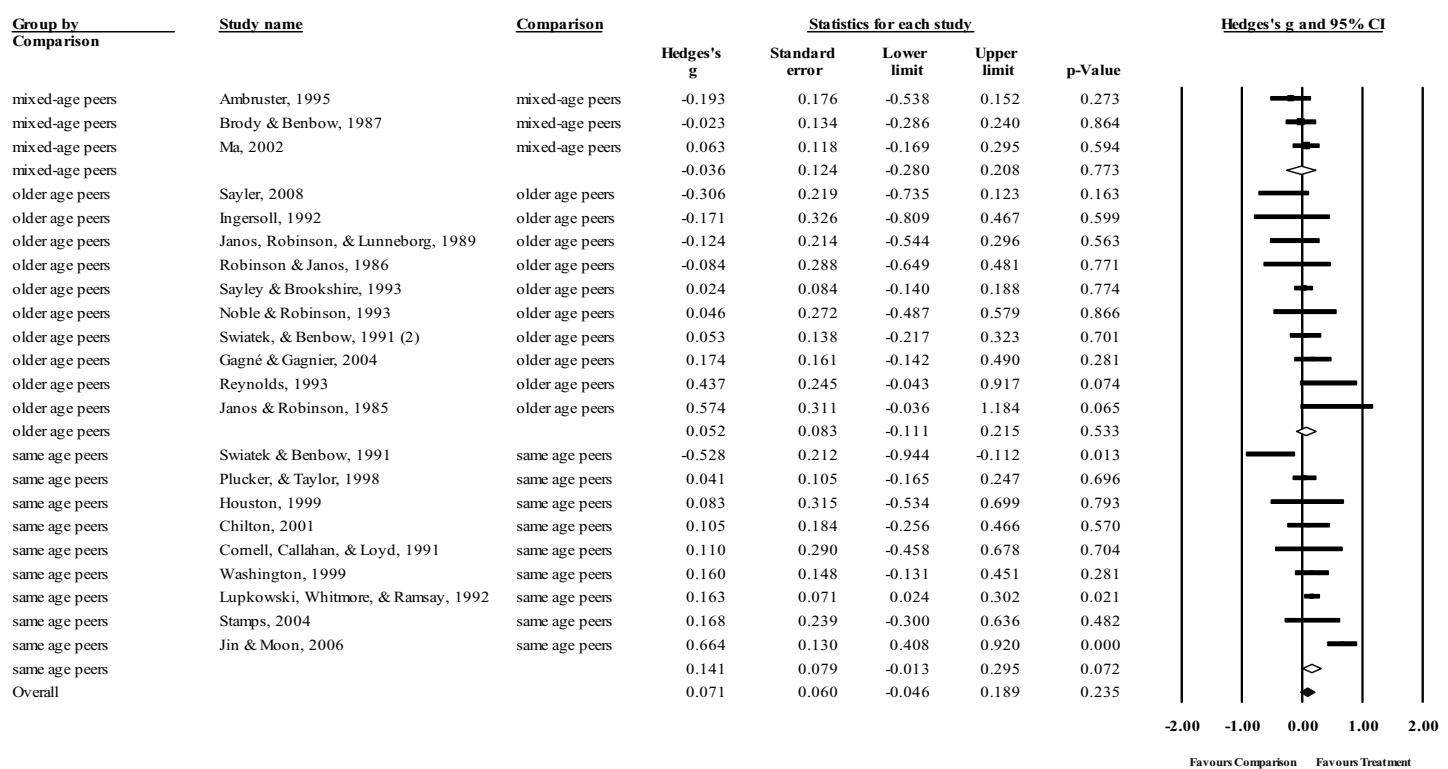 Group by Comparison Study name Comparison Statistics for each study Hedges's g and 95% CI
Hedges's g Standard error Lower limit Upper limit p-Value
mixed-age peers Ambruster, 1995 mixed-age peers -0.193 0.176 -0.538 0.152 0.273
mixed-age peers Brody & Benbow, 1987 mixed-age peers -0.023 0.134 -0.286 0.240 0.864
mixed-age peers Ma, 2002 mixed-age peers 0.063 0.118 -0.169 0.295 0.594
mixed-age peers -0.036 0.124 -0.280 0.208 0.773
older age peers Sayler, 2008 older age peers -0.306 0.219 -0.735 0.123 0.163
older age peers Ingersoll, 1992 older age peers -0.171 0.326 -0.809 0.467 0.599
older age peers Janos, Robinson, & Lunneborg, 1989 older age peers -0.124 0.214 -0.544 0.296 0.563
older age peers Robinson & Janos, 1986 older age peers -0.084 0.288 -0.649 0.481 0.771
older age peers Sayley & Brookshire, 1993 older age peers 0.024 0.084 -0.140 0.188 0.774
older age peers Noble & Robinson, 1993 older age peers 0.046 0.272 -0.487 0.579 0.866
older age peers Swiatek, & Benbow, 1991 (2) older age peers 0.053 0.138 -0.217 0.323 0.701
older age peers Gagné & Gagnier, 2004 older age peers 0.174 0.161 -0.142 0.490 0.281
older age peers Reynolds, 1993 older age peers 0.437 0.245 -0.043 0.917 0.074
older age peers Janos & Robinson, 1985 older age peers 0.574 0.311 -0.036 1.184 0.065
older age peers 0.052 0.083 -0.111 0.215 0.533
same age peers Swiatek & Benbow, 1991 same age peers -0.528 0.212 -0.944 -0.112 0.013
same age peers Plucker, & Taylor, 1998 same age peers 0.041 0.105 -0.165 0.247 0.696
same age peers Houston, 1999 same age peers 0.083 0.315 -0.534 0.699 0.793
same age peers Chilton, 2001 same age peers 0.105 0.184 -0.256 0.466 0.570
same age peers Cornell, Callahan, & Loyd, 1991 same age peers 0.110 0.290 -0.458 0.678 0.704
same age peers Washington, 1999 same age peers 0.160 0.148 -0.131 0.451 0.281
same age peers Lupkowski, Whitmore, & Ramsay, 1992 same age peers 0.163 0.071 0.024 0.302 0.021
same age peers Stamps, 2004 same age peers 0.168 0.239 -0.300 0.636 0.482
same age peers Jin & Moon, 2006 same age peers 0.664 0.130 0.408 0.920 0.000
same age peers 0.141 0.079 -0.013 0.295 0.072
Overall 0.071 0.060 -0.046 0.189 0.235
-2.00 -1.00 0.00 1.00 2.00
Favours Comparison Favours Treatment